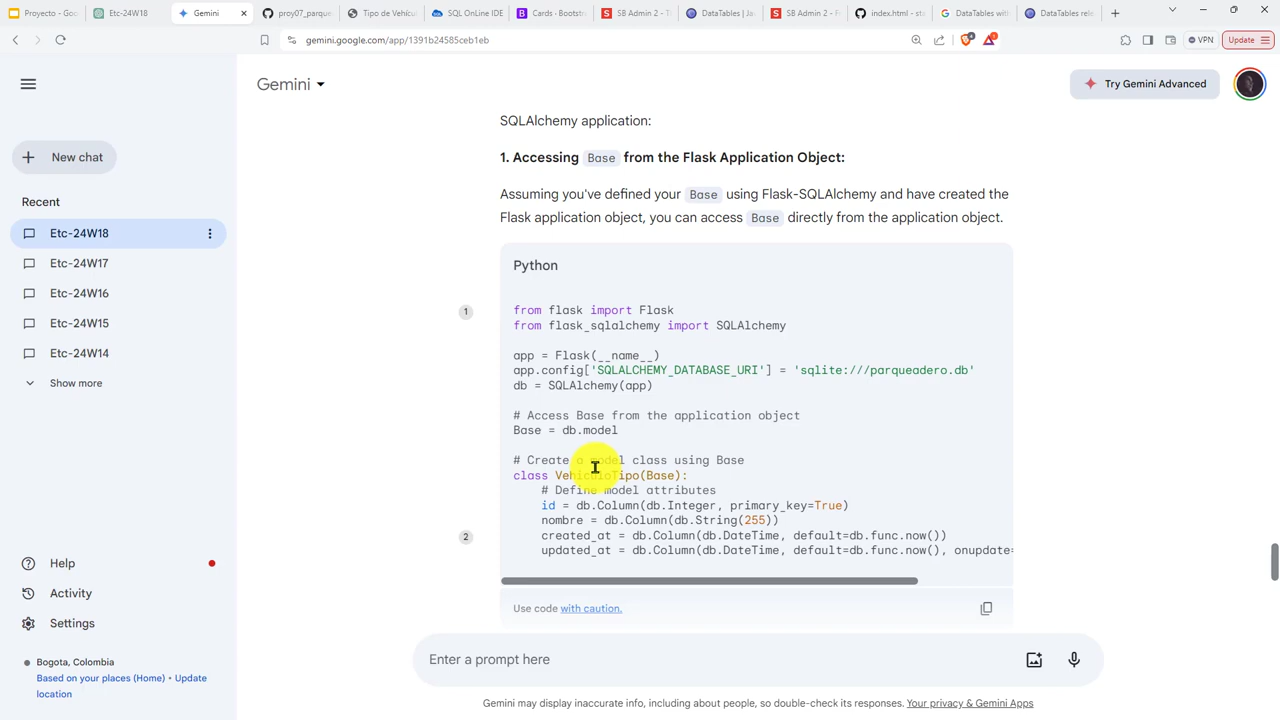 Proyecto - Goo
Etc-24W18
Gemini
proy07_parque
Tipo de Vehícu
SQL OnLine IDE
Cards · Bootstr
SB Admin 2 - T
DataTables | Ja
SB Admin 2 - F
index.html - sta
DataTables with
DataTables rele
gemini.google.com/app/1391b24585ceb1eb
VPN
Update
Gemini
Try Gemini Advanced
New chat
Recent
Etc-24W18
Etc-24W17
Etc-24W16
Etc-24W15
Etc-24W14
Show more
Help
Activity
Settings
Bogota, Colombia
Based on your places (Home) • Update
location
SQLAlchemy application:
1. Accessing Base from the Flask Application Object:
Assuming you've defined your Base using Flask-SQLAlchemy and have created the
Flask application object, you can access Base directly from the application object.
Python
1
from flask import Flask
from flask_sqlalchemy import SQLAlchemy
app = Flask(__name__)
app.config['SQLALCHEMY_DATABASE_URI'] = 'sqlite:///parqueadero.db'
db = SQLAlchemy(app)
# Access Base from the application object
Base = db.model
# Create a model class using Base
class VehiculoTipo(Base):
# Define model attributes
id = db.Column(db.Integer, primary_key=True)
nombre = db.Column(db.String(255))
2
created_at = db.Column(db.DateTime, default=db.func.now())
updated_at = db.Column(db.DateTime, default=db.func.now(), onupdate=
Use code with caution.
Enter a prompt here
Gemini may display inaccurate info, including about people, so double-check its responses. Your privacy & Gemini Apps